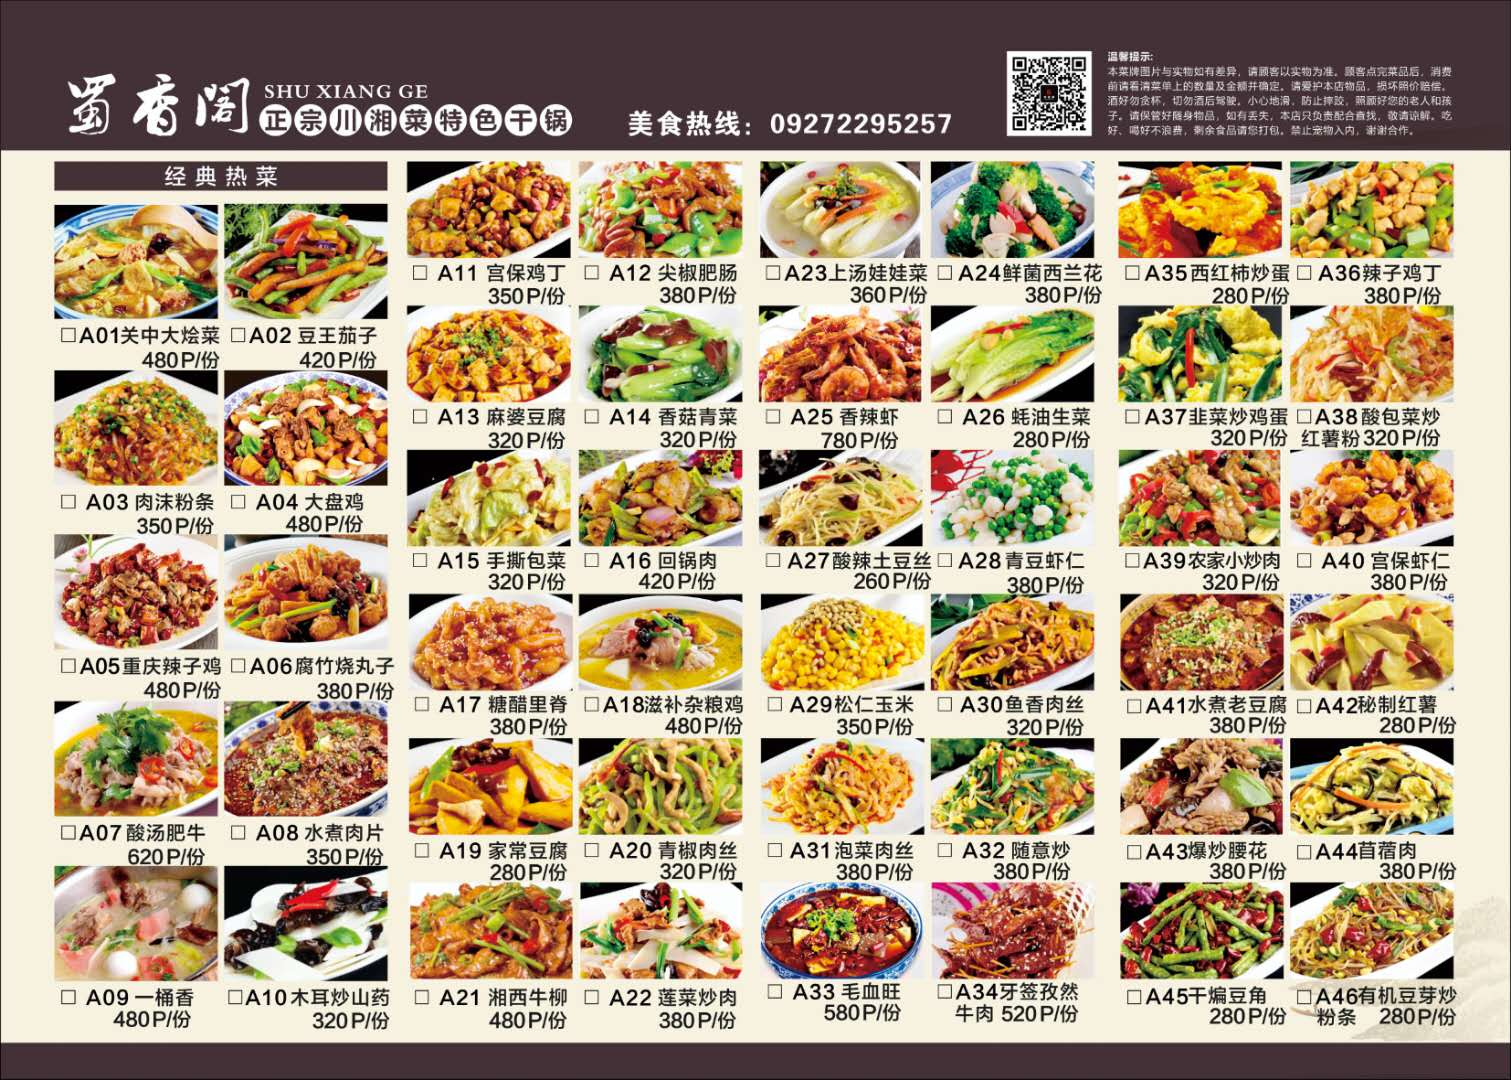 蜀香阁
SHU XIANG GE
正宗川湘菜特色干锅
美食热线：09272295257
温馨提示:
本菜牌图片与实物如有差异，请顾客以实物为准。顾客点完菜品后，消费
前请看清菜单上的数量及金额并确定。请爱护本店物品，损坏照价赔偿。
酒好勿贪杯，切勿酒后驾驶。小心地滑，防止摔跤，照顾好您的老人和孩
子。请保管好随身物品，如有丢失，本店只负责配合查找，敬请谅解。吃
好、喝好不浪费，剩余食品请您打包。禁止宠物入内，谢谢合作。
经典热菜
A01关中大烩菜
480P/份
A02 豆王茄子
420P/份
A03 肉沫粉条
350P/份
A04 大盘鸡
480P/份
A05重庆辣子鸡
480P/份
A06腐竹烧丸子
380P/份
A07 酸汤肥牛
620P/份
A08 水煮肉片
350P/份
A09 一桶香
480P/份
A10木耳炒山药
320P/份
A11 宫保鸡丁
350P/份
A12 尖椒肥肠
380P/份
A13 麻婆豆腐
320P/份
A14 香菇青菜
320P/份
A15 手撕包菜
320P/份
A16 回锅肉
420P/份
A17 糖醋里脊
380P/份
A18滋补杂粮鸡
480P/份
A19 家常豆腐
280P/份
A20 青椒肉丝
320P/份
A21 湘西牛柳
480P/份
A22 莲菜炒肉
380P/份
A23上汤娃娃菜
360P/份
A24鲜菌西兰花
380P/份
A25 香辣虾
780P/份
A26 蚝油生菜
280P/份
A27酸辣土豆丝
260P/份
A28青豆虾仁
380P/份
A29松仁玉米
350P/份
A30鱼香肉丝
320P/份
A31泡菜肉丝
380P/份
A32 随意炒
380P/份
A33 毛血旺
580P/份
A34牙签孜然
牛肉 520P/份
A35西红柿炒蛋
280P/份
A36辣子鸡丁
380P/份
A37韭菜炒鸡蛋
320P/份
A38酸包菜炒
红薯粉320P/份
A39农家小炒肉
320P/份
A40 宫保虾仁
380P/份
A41水煮老豆腐
380P/份
A42秘制红薯
280P/份
A43爆炒腰花
380P/份
A44苜蓿肉
380P/份
A45干煸豆角
280P/份
A46有机豆芽炒
粉条 280P/份